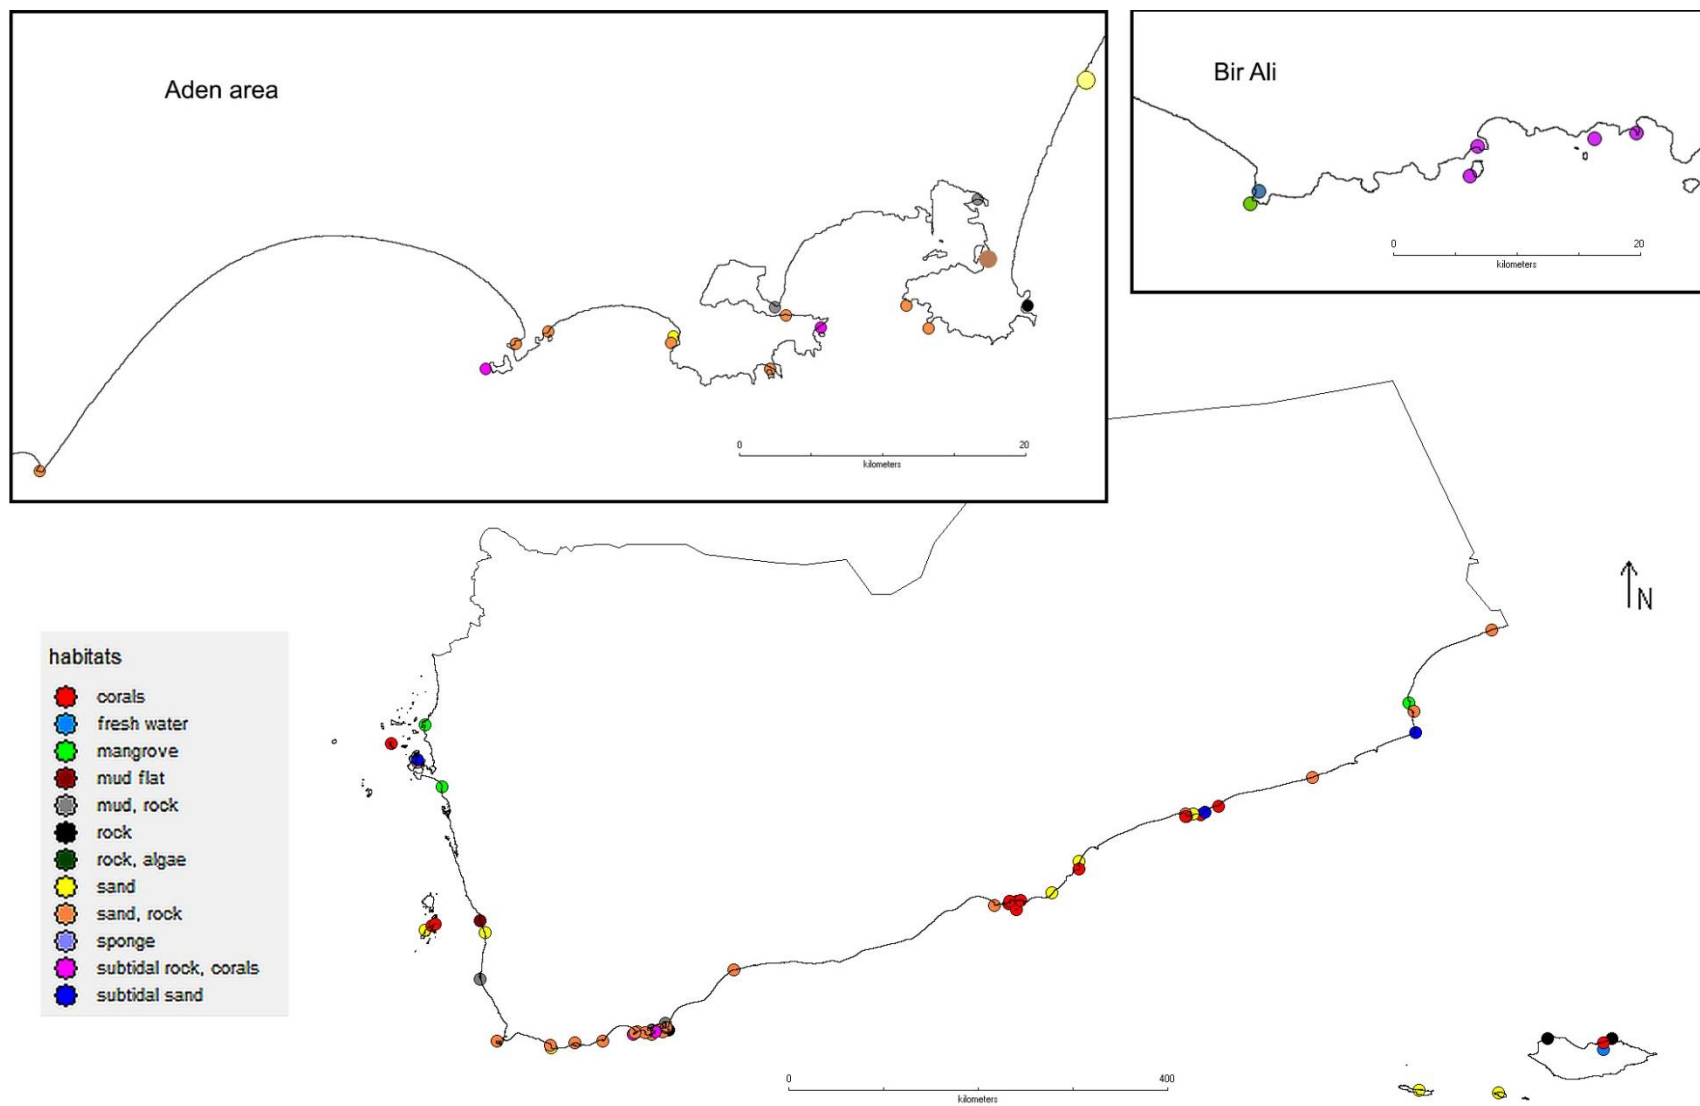 Aden area
Bir Ali
0 20
kilometers
0 20
kilometers
N
habitats
corals
fresh water
mangrove
mud flat
mud, rock
rock
rock, algae
sand
sand, rock
sponge
subtidal rock, corals
subtidal sand
0 400
kilometers